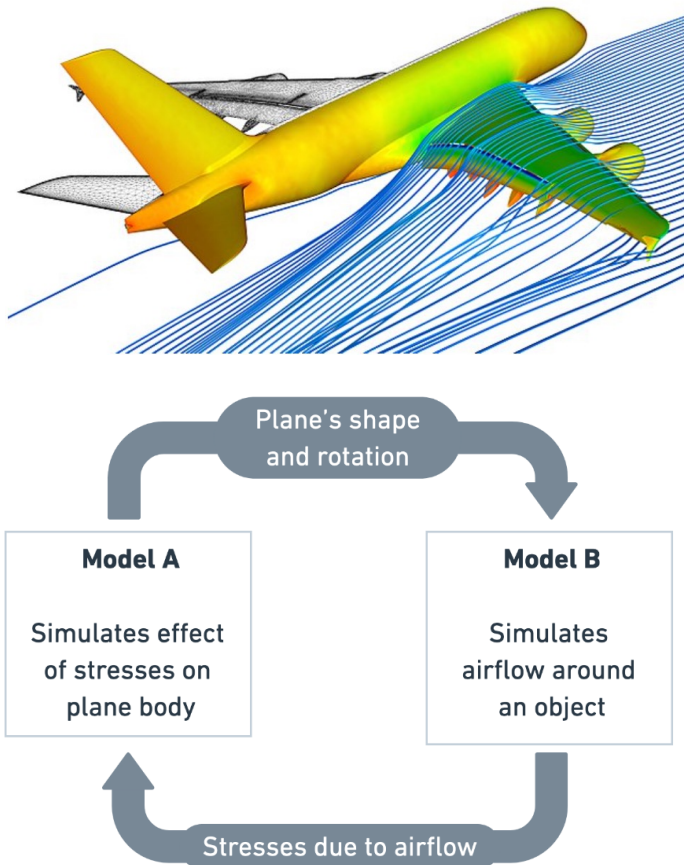 Plane's shape
and rotation
Model A
Simulates effect
of stresses on
plane body
Model B
Simulates
airflow around
an object
Stresses due to airflow